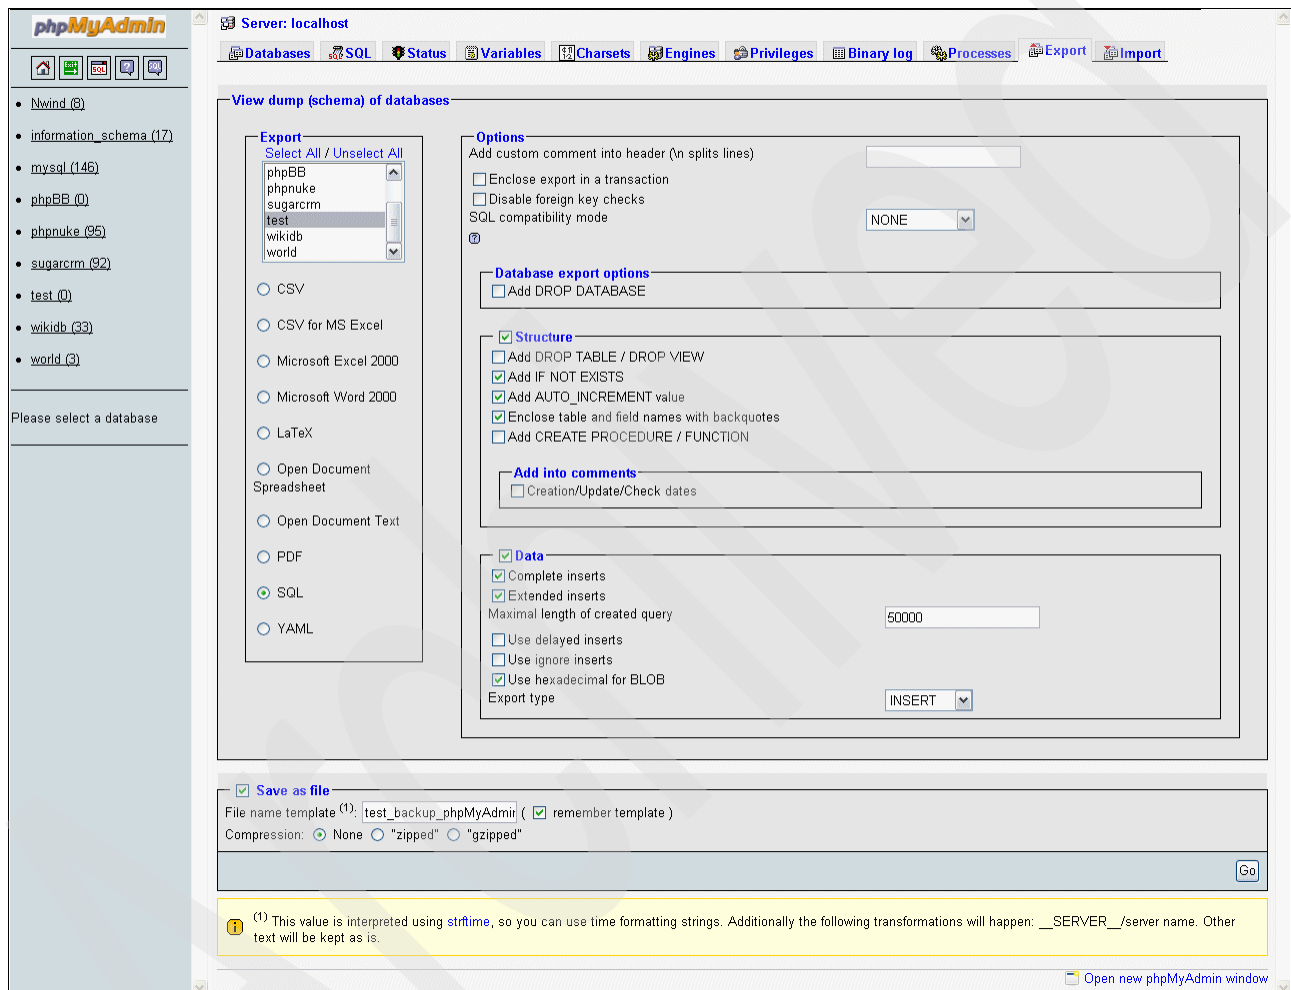 phpMyAdmin
Nwind (8)
information_schema (17)
mysql (146)
phpBB (0)
phpnuke (95)
sugarcrm (92)
test (0)
wikidb (33)
world (3)
Please select a database
Server: localhost
Databases SQL Status Variables Charsets Engines Privileges Binary log Processes Export Import
View dump (schema) of databases
Export
Select All / Unselect All
phpBB
phpnuke
sugarcrm
test
wikidb
world
CSV
CSV for MS Excel
Microsoft Excel 2000
Microsoft Word 2000
LaTeX
Open Document
Spreadsheet
Open Document Text
PDF
SQL
YAML
Options
Add custom comment into header (\n splits lines)
Enclose export in a transaction
Disable foreign key checks
SQL compatibility mode NONE
Database export options
Add DROP DATABASE
Structure
Add DROP TABLE / DROP VIEW
Add IF NOT EXISTS
Add AUTO_INCREMENT value
Enclose table and field names with backquotes
Add CREATE PROCEDURE / FUNCTION
Add into comments
Creation/Update/Check dates
Data
Complete inserts
Extended inserts
Maximal length of created query 50000
Use delayed inserts
Use ignore inserts
Use hexadecimal for BLOB
Export type INSERT
Save as file
File name template (1): test_backup_phpMyAdmin ( remember template )
Compression: None "zipped" "gzipped"
Go
(1) This value is interpreted using strftime, so you can use time formatting strings. Additionally the following transformations will happen: __SERVER__/server name. Other
text will be kept as is.
Open new phpMyAdmin window
Archived